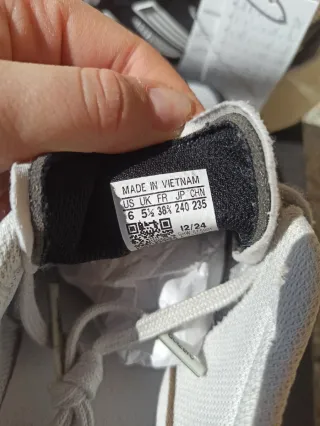 MADE IN VIETNAM
US UK FR JP CHN
6 5½ 38⅔ 240 235
12/24